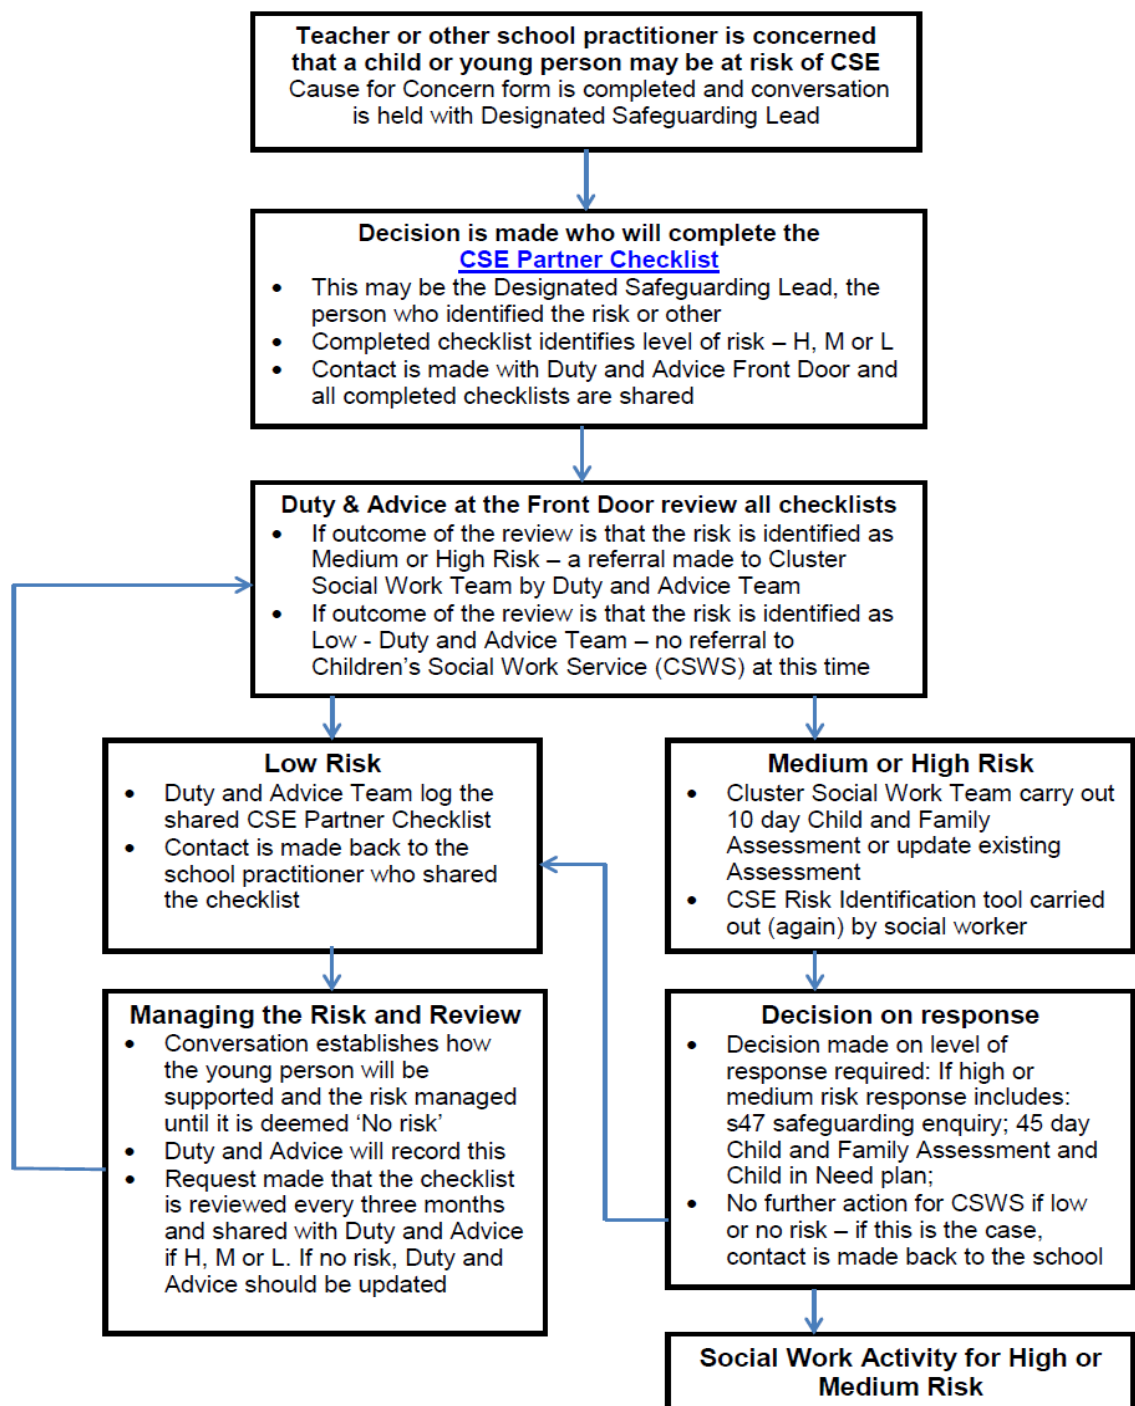 Teacher or other school practitioner is concerned
that a child or young person may be at risk of CSE
Cause for Concern form is completed and conversation
is held with Designated Safeguarding Lead
Decision is made who will complete the
CSE Partner Checklist
• This may be the Designated Safeguarding Lead, the
person who identified the risk or other
• Completed checklist identifies level of risk – H, M or L
• Contact is made with Duty and Advice Front Door and
all completed checklists are shared
Duty & Advice at the Front Door review all checklists
• If outcome of the review is that the risk is identified as
Medium or High Risk – a referral made to Cluster
Social Work Team by Duty and Advice Team
• If outcome of the review is that the risk is identified as
Low - Duty and Advice Team – no referral to
Children’s Social Work Service (CSWS) at this time
Low Risk
• Duty and Advice Team log the
shared CSE Partner Checklist
• Contact is made back to the
school practitioner who shared
the checklist
Medium or High Risk
• Cluster Social Work Team carry out
10 day Child and Family
Assessment or update existing
Assessment
• CSE Risk Identification tool carried
out (again) by social worker
Managing the Risk and Review
• Conversation establishes how
the young person will be
supported and the risk managed
until it is deemed ‘No risk’
• Duty and Advice will record this
• Request made that the checklist
is reviewed every three months
and shared with Duty and Advice
if H, M or L. If no risk, Duty and
Advice should be updated
Decision on response
• Decision made on level of
response required: If high or
medium risk response includes:
s47 safeguarding enquiry; 45 day
Child and Family Assessment and
Child in Need plan;
• No further action for CSWS if low
or no risk – if this is the case,
contact is made back to the school
Social Work Activity for High or
Medium Risk